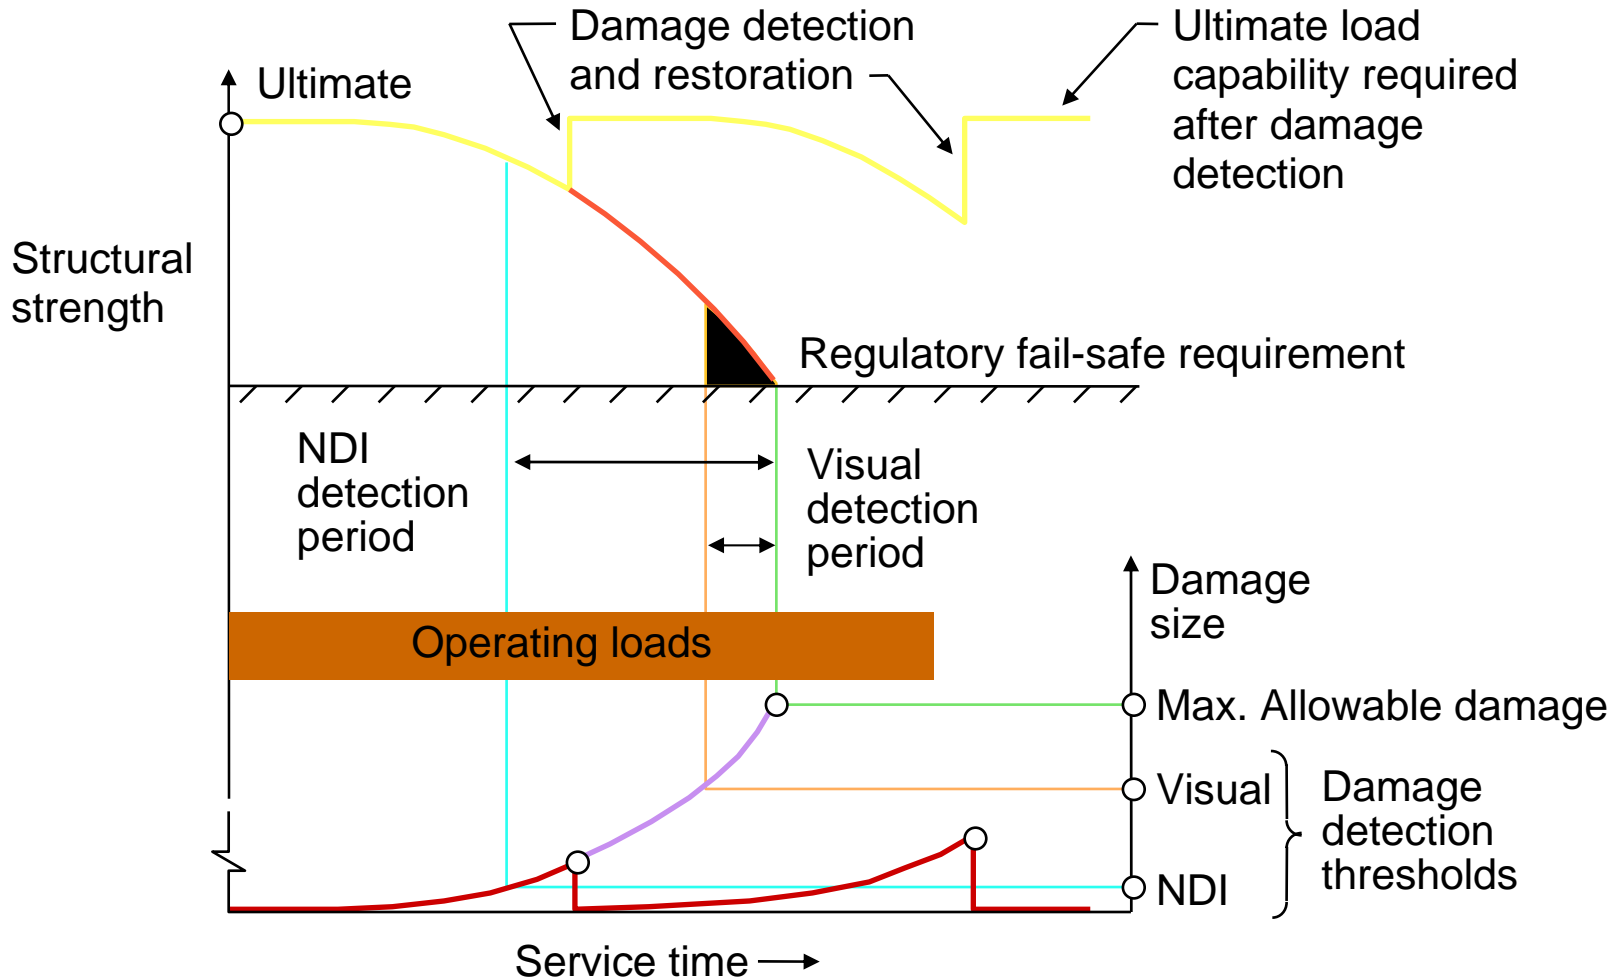 Damage detection
and restoration
Ultimate load
capability required
after damage
detection
Ultimate
Structural
strength
Regulatory fail-safe requirement
NDI
detection
period
Visual
detection
period
Damage
size
Operating loads
Max. Allowable damage
Visual
NDI
Damage
detection
thresholds
Service time